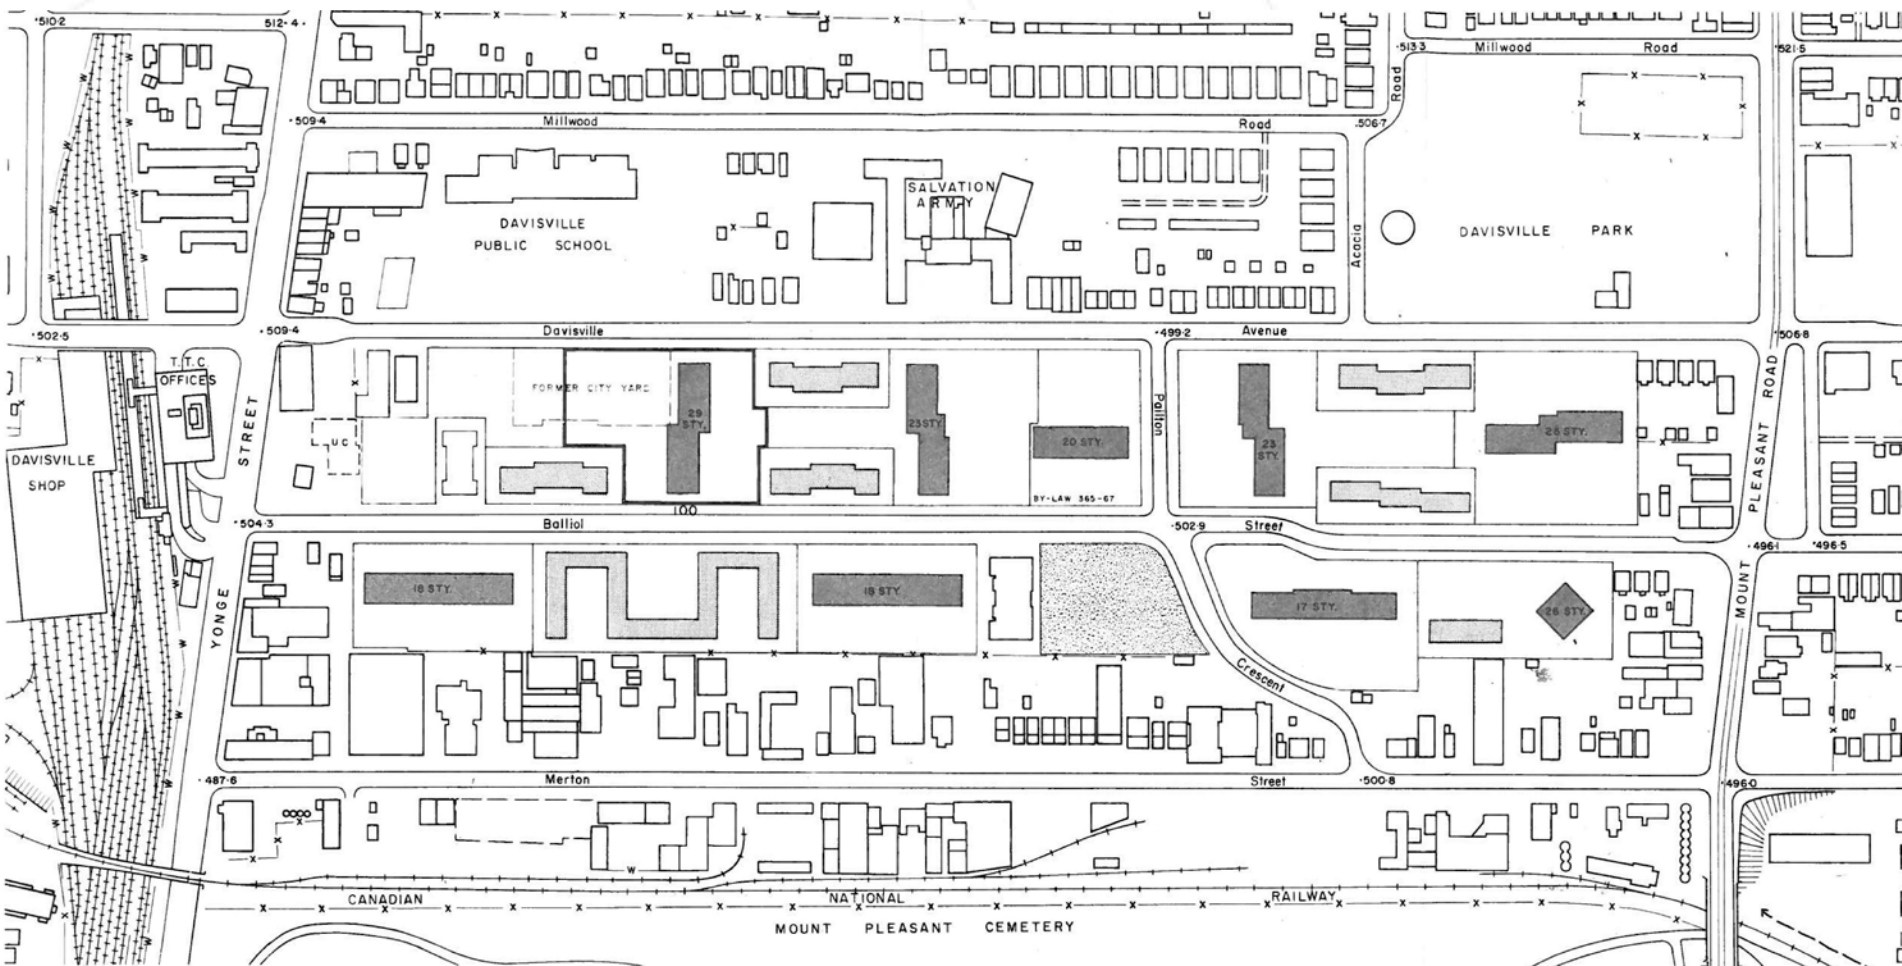 510·2
512·4
513·3
Millwood Road
521·5
Road
509·4
Millwood
Road
506·7
DAVISVILLE
PUBLIC SCHOOL
SALVATION
ARMY
Acacia
DAVISVILLE PARK
502·5
509·4
Davisville
499·2
Avenue
506·8
T.T.C
OFFICES
FORMER CITY YARD
29
STY.
23 STY.
20 STY.
Pailton
23
STY.
28 STY.
PLEASANT ROAD
UC
STREET
DAVISVILLE
SHOP
BY-LAW 365-67
100
504·3
Balliol
502·9
Street
496·1
496·5
18 STY.
18 STY.
17 STY.
26 STY.
MOUNT
YONGE
Crescent
487·6
Merton
Street
500·8
496·0
CANADIAN NATIONAL RAILWAY
MOUNT PLEASANT CEMETERY